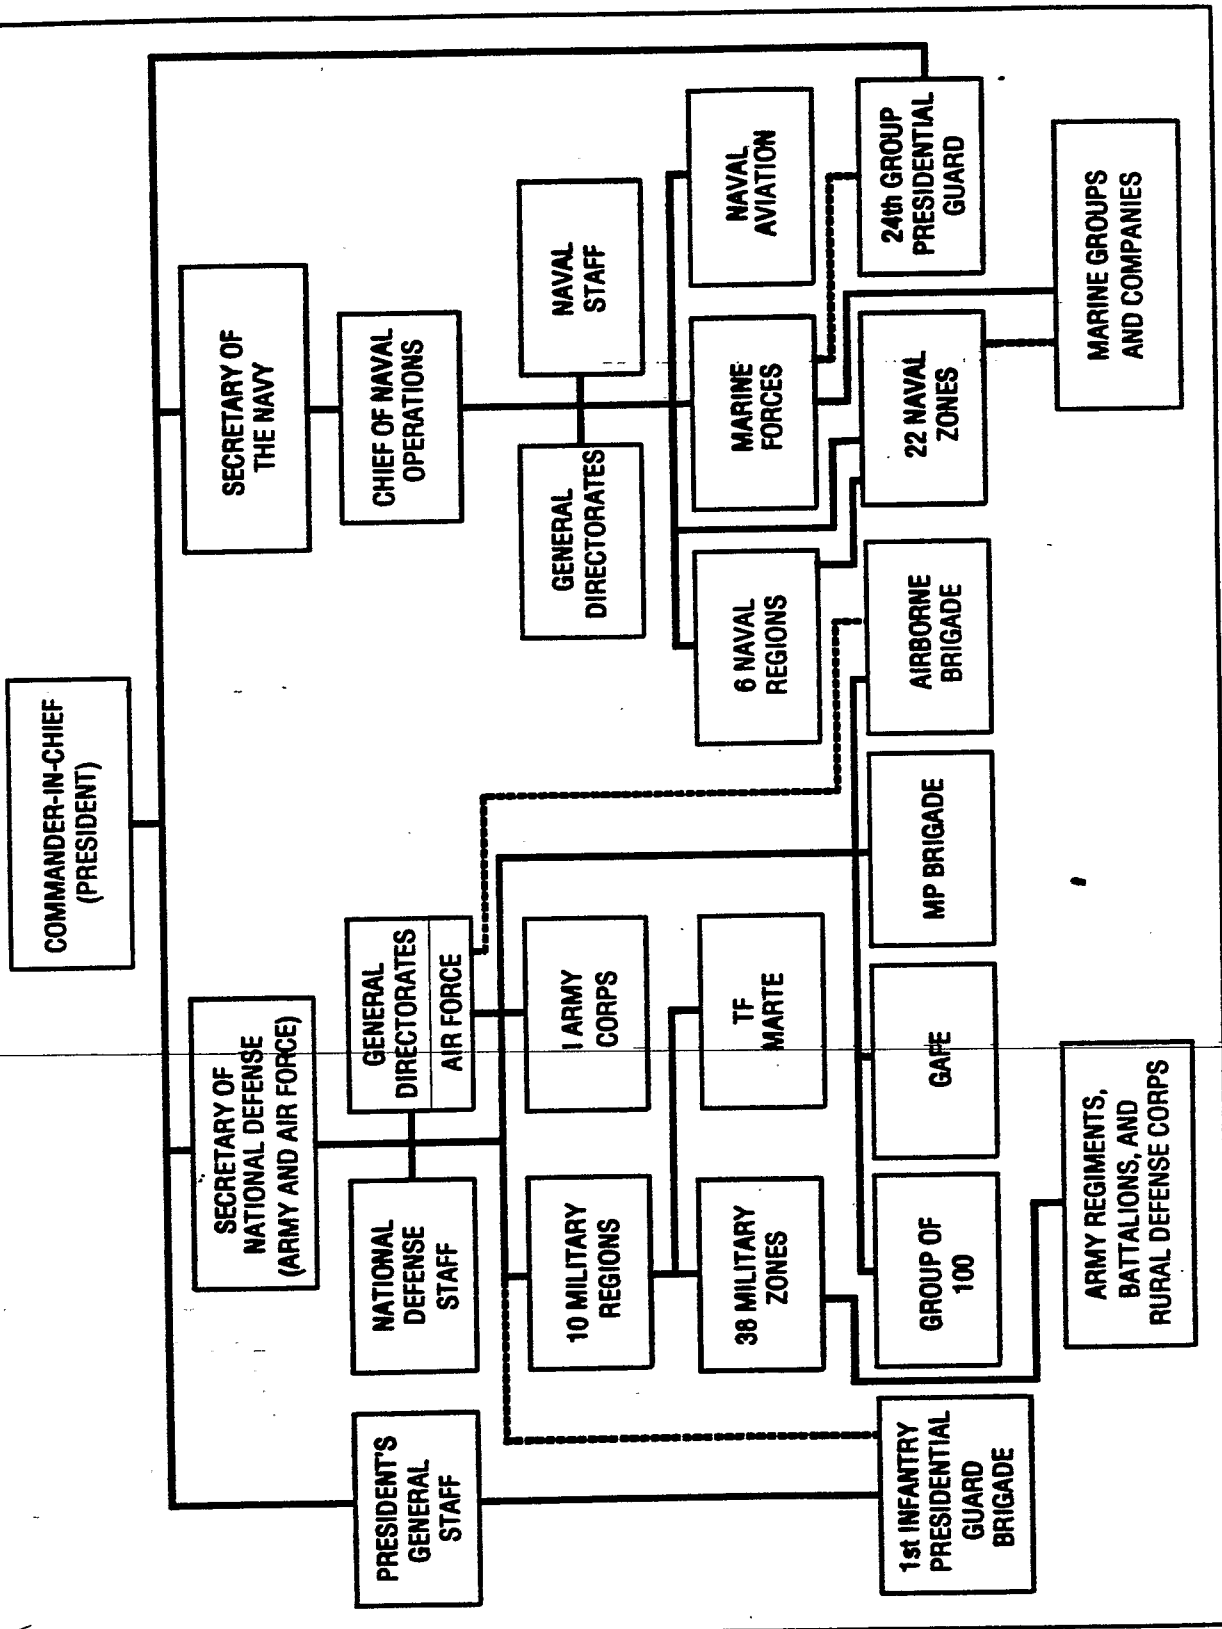 COMMANDER-IN-CHIEF
(PRESIDENT)
SECRETARY OF
NATIONAL DEFENSE
(ARMY AND AIR FORCE)
SECRETARY OF
THE NAVY
PRESIDENT'S
GENERAL
STAFF
NATIONAL
DEFENSE
STAFF
GENERAL
DIRECTORATES
AIR FORCE
CHIEF OF NAVAL
OPERATIONS
10 MILITARY
REGIONS
I ARMY
CORPS
GENERAL
DIRECTORATES
NAVAL
STAFF
38 MILITARY
ZONES
TF
MARTE
6 NAVAL
REGIONS
MARINE
FORCES
NAVAL
AVIATION
1st INFANTRY
PRESIDENTIAL
GUARD
BRIGADE
GROUP OF
100
GAFE
MP BRIGADE
AIRBORNE
BRIGADE
22 NAVAL
ZONES
24th GROUP
PRESIDENTIAL
GUARD
ARMY REGIMENTS,
BATTALIONS, AND
RURAL DEFENSE CORPS
MARINE GROUPS
AND COMPANIES